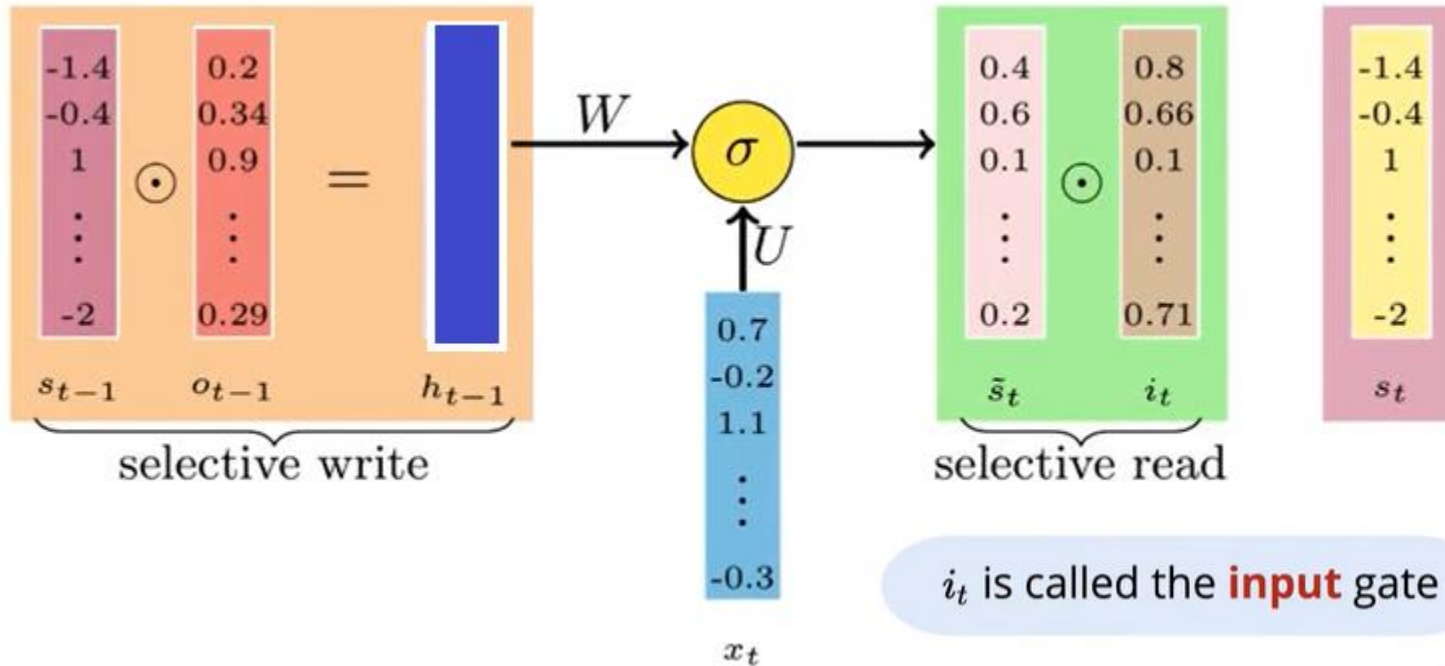 -1.4 0.2 0.4 0.8 -1.4
-0.4 0.34 W 0.6 0.66 -0.4
1 ⊙ 0.9 = σ 0.1 ⊙ 0.1 1
⋮ ⋮ U ⋮ ⋮ ⋮
-2 0.29 0.2 0.71 -2
s_{t−1} o_{t−1} h_{t−1} s̃_t i_t s_t
selective write selective read
0.7
-0.2
1.1
⋮
-0.3
x_t
i_t is called the input gate